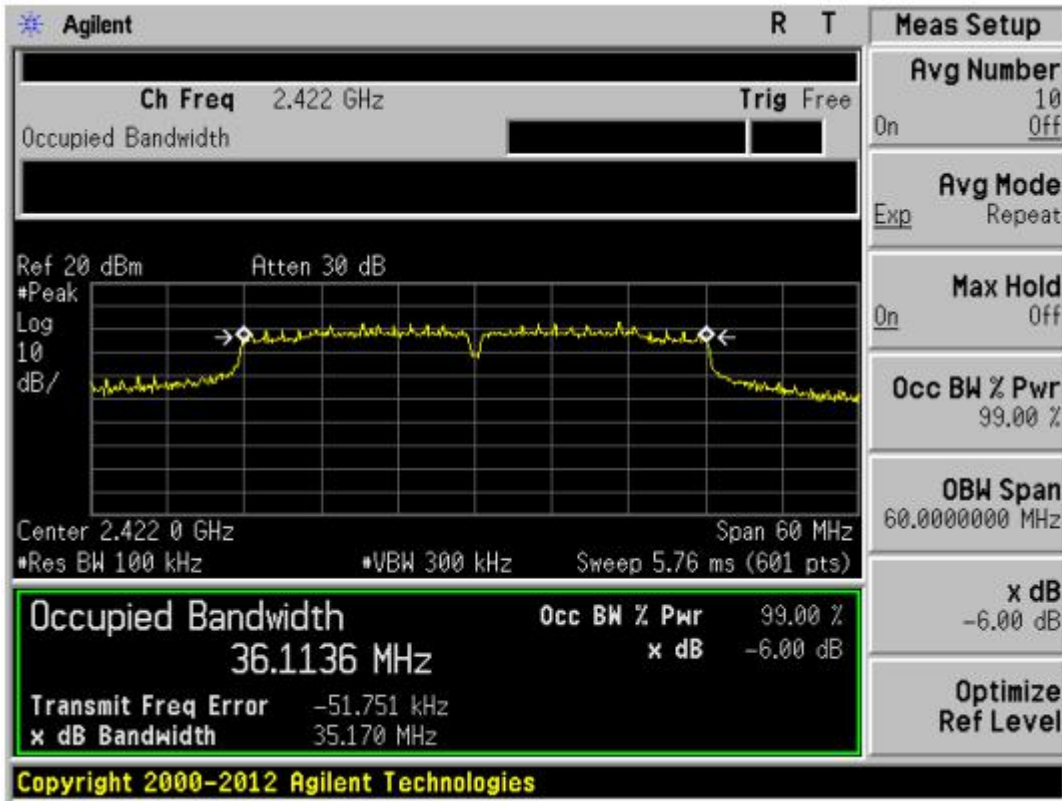 Agilent
R T
Ch Freq 2.422 GHz
Trig Free
Occupied Bandwidth
Ref 20 dBm
Atten 30 dB
#Peak
Log
10
dB/
Center 2.422 0 GHz
Span 60 MHz
#Res BW 100 kHz
#VBW 300 kHz
Sweep 5.76 ms (601 pts)
Occupied Bandwidth
36.1136 MHz
Occ BW % Pwr 99.00 %
x dB -6.00 dB
Transmit Freq Error -51.751 kHz
x dB Bandwidth 35.170 MHz
Copyright 2000-2012 Agilent Technologies
Meas Setup
Avg Number
10
On Off
Avg Mode
Exp Repeat
Max Hold
On Off
Occ BW % Pwr
99.00 %
OBW Span
60.0000000 MHz
x dB
-6.00 dB
Optimize
Ref Level